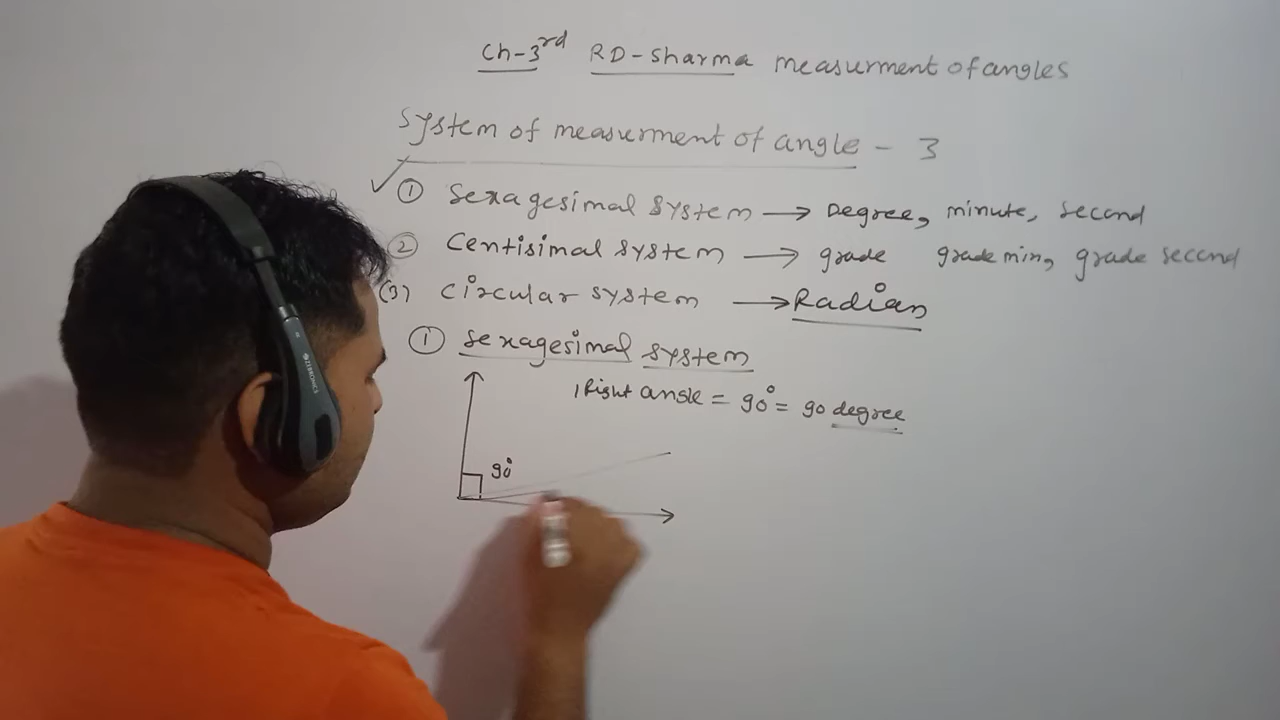 Ch-3rd RD-Sharma measurment of angles
System of measurment of angle - 3
✓ ① Sexagesimal system → Degree, minute, second
② Centisimal system → grade grade min, grade second
(3) Circular system → Radian
① Sexagesimal system
1 Right angle = 90° = 90 degree
90°
ZEBRONICS